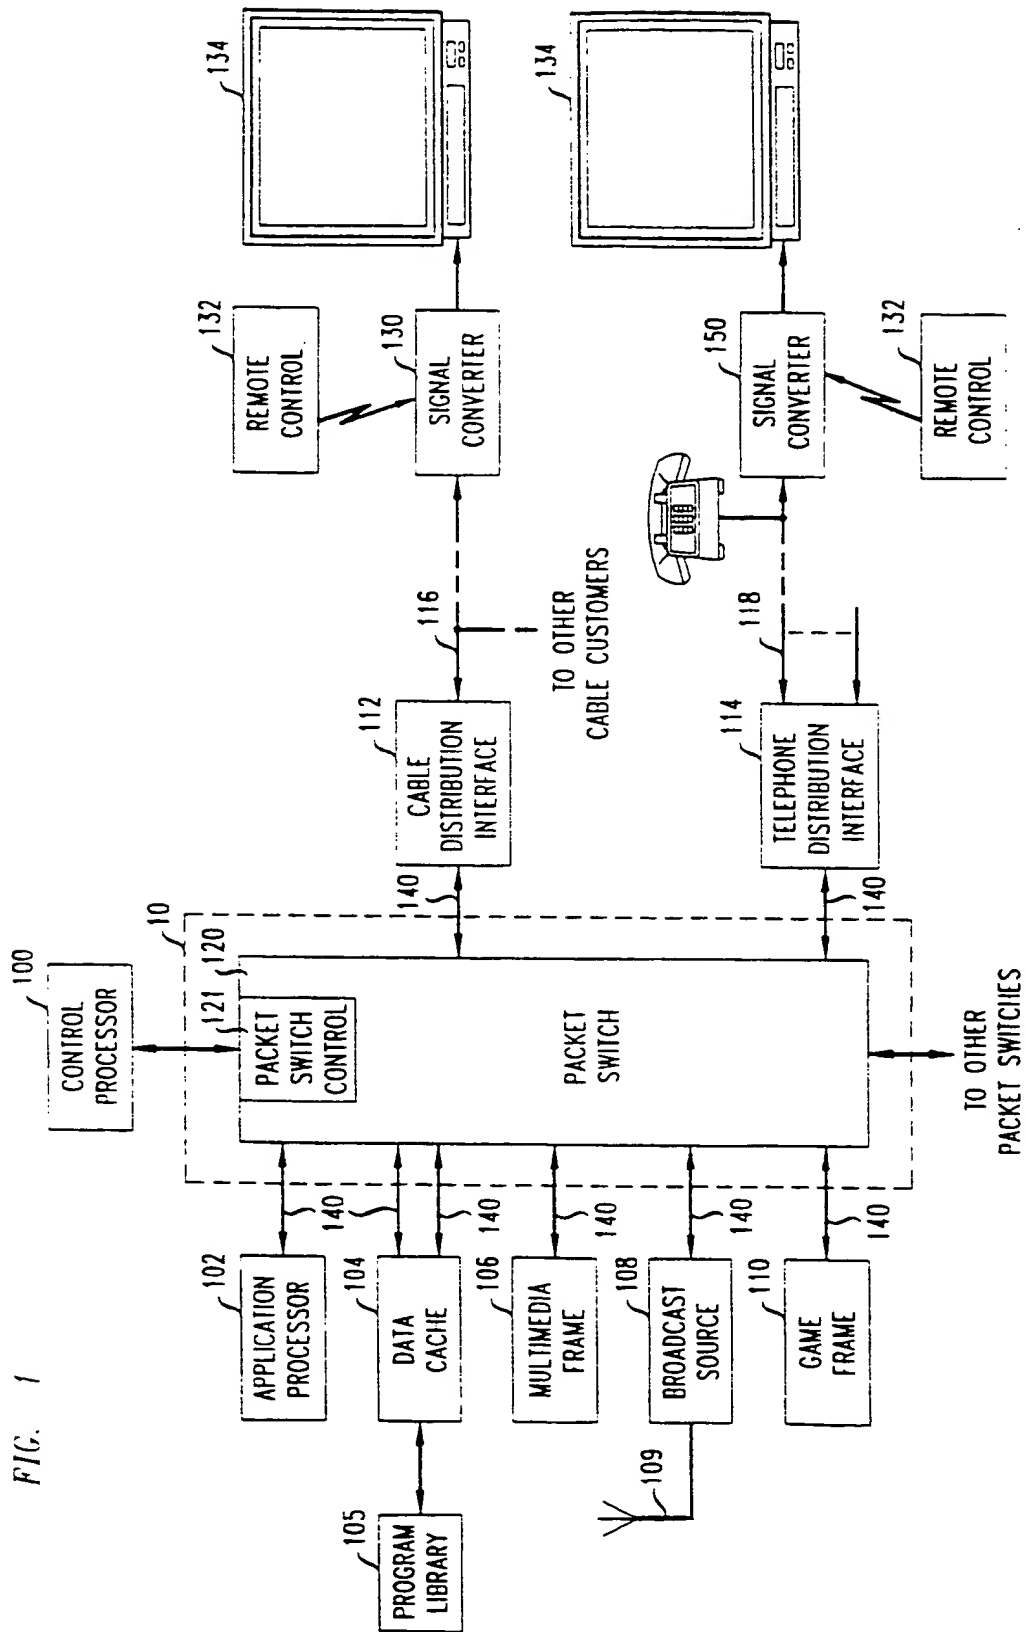 FIG. 1
100
CONTROL
PROCESSOR
10
120
121
PACKET
SWITCH
CONTROL
PACKET
SWITCH
102
APPLICATION
PROCESSOR
140
105
PROGRAM
LIBRARY
104
DATA
CACHE
140
106
MULTIMEDIA
FRAME
140
109
108
BROADCAST
SOURCE
140
110
GAME
FRAME
140
TO OTHER
PACKET SWITCHES
140
112
CABLE
DISTRIBUTION
INTERFACE
116
TO OTHER
CABLE CUSTOMERS
132
REMOTE
CONTROL
130
SIGNAL
CONVERTER
134
140
114
TELEPHONE
DISTRIBUTION
INTERFACE
118
150
SIGNAL
CONVERTER
132
REMOTE
CONTROL
134